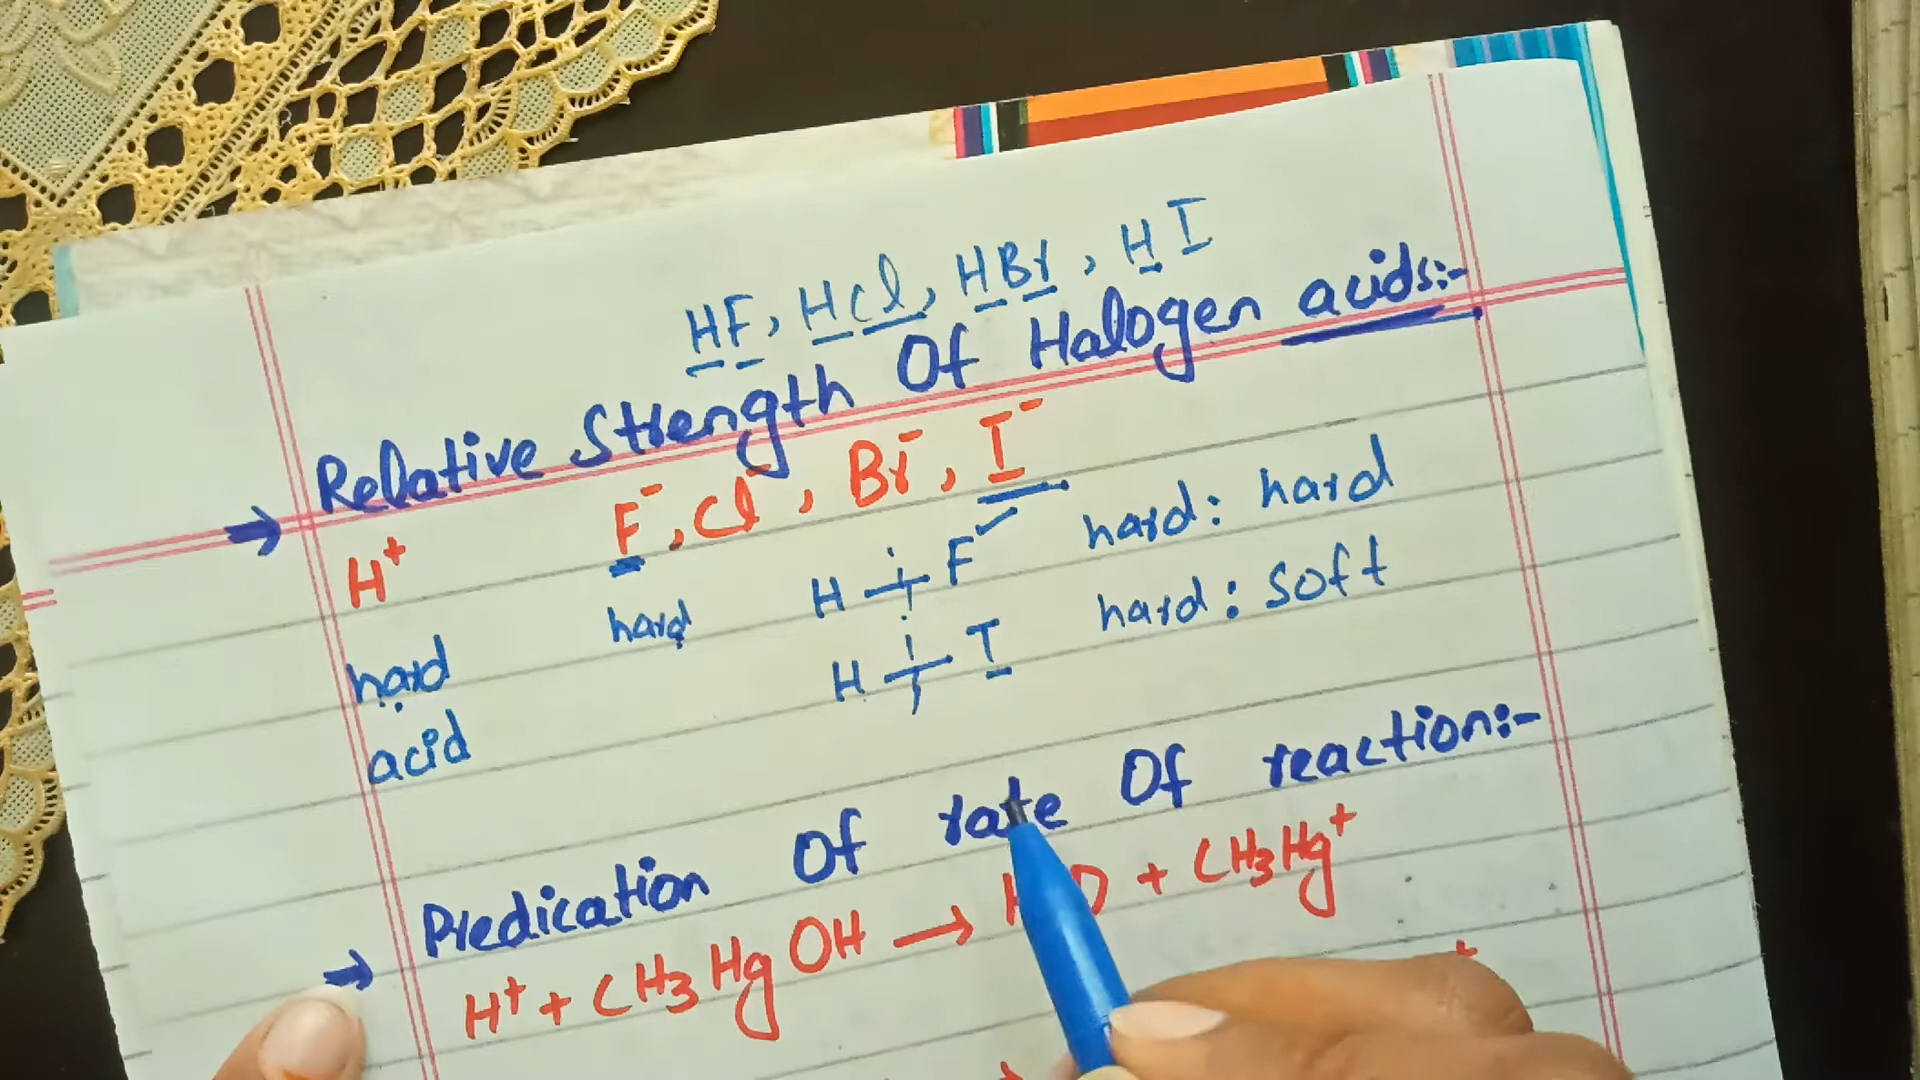 HF, HCl, HBr, HI
Relative Strength Of Halogen acids:-
H⁺ F⁻, Cl⁻, Br⁻, I⁻
H F hard: hard
hard hard
H I hard: soft
acid
Predication Of rate Of reaction:-
H⁺ + CH₃HgOH → + CH₃Hg⁺